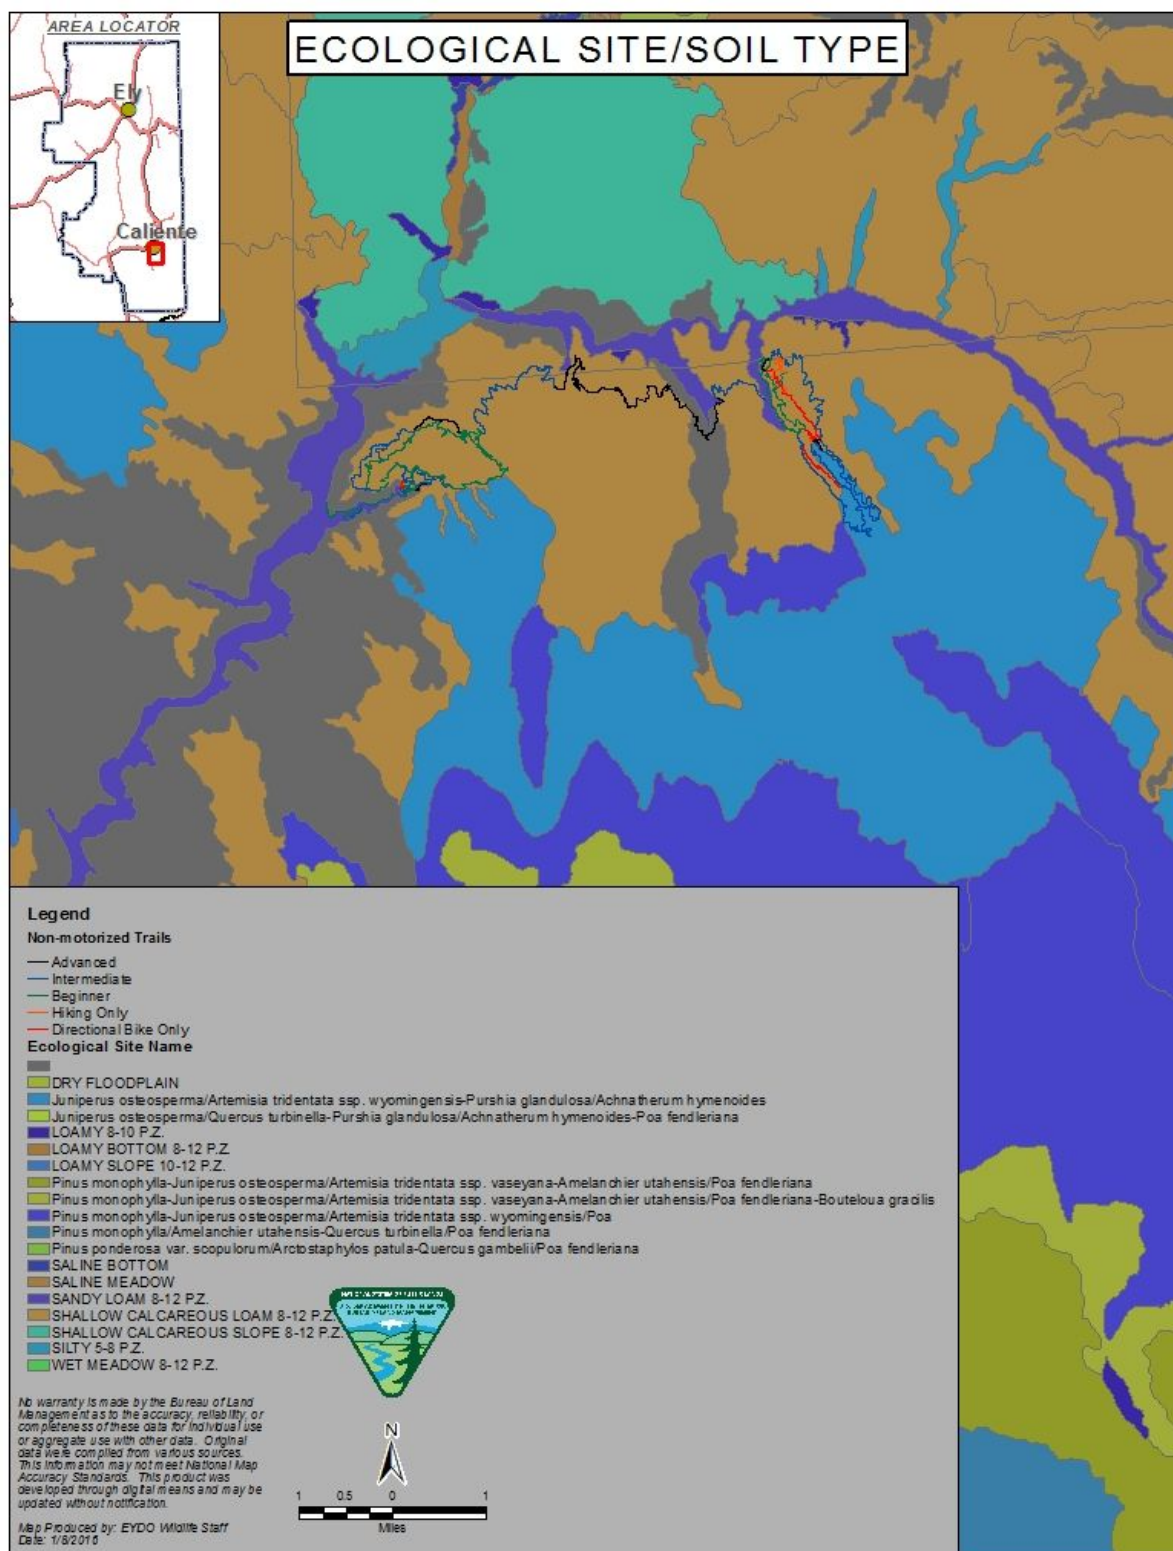 AREA LOCATOR
Ely
Caliente
ECOLOGICAL SITE/SOIL TYPE
Legend
Non-motorized Trails
Advanced
Intermediate
Beginner
Hiking Only
Directional Bike Only
Ecological Site Name
DRY FLOODPLAIN
Juniperus osteosperma/Artemisia tridentata ssp. wyomingensis-Purshia glandulosa/Achnatherum hymenoides
Juniperus osteosperma/Quercus turbinella-Purshia glandulosa/Achnatherum hymenoides-Poa fendleriana
LOAMY 8-10 P.Z.
LOAMY BOTTOM 8-12 P.Z.
LOAMY SLOPE 10-12 P.Z.
Pinus monophylla-Juniperus osteosperma/Artemisia tridentata ssp. vaseyana-Amelanchier utahensis/Poa fendleriana
Pinus monophylla-Juniperus osteosperma/Artemisia tridentata ssp. vaseyana-Amelanchier utahensis/Poa fendleriana-Bouteloua gracilis
Pinus monophylla-Juniperus osteosperma/Artemisia tridentata ssp. wyomingensis/Poa
Pinus monophylla/Amelanchier utahensis-Quercus turbinella/Poa fendleriana
Pinus ponderosa var. scopulorum/Arctostaphylos patula-Quercus gambelii/Poa fendleriana
SALINE BOTTOM
SALINE MEADOW
SANDY LOAM 8-12 P.Z.
SHALLOW CALCAREOUS LOAM 8-12 P.Z.
SHALLOW CALCAREOUS SLOPE 8-12 P.Z.
SILTY 5-8 P.Z.
WET MEADOW 8-12 P.Z.
No warranty is made by the Bureau of Land
Management as to the accuracy, reliability, or
completeness of these data for individual use
or aggregate use with other data. Original
data were compiled from various sources.
This information may not meet National Map
Accuracy Standards. This product was
developed through digital means and may be
updated without notification.
Map Produced by: EYDO Wildlife Staff
Date: 1/8/2016
N
1 0.5 0 1
Miles